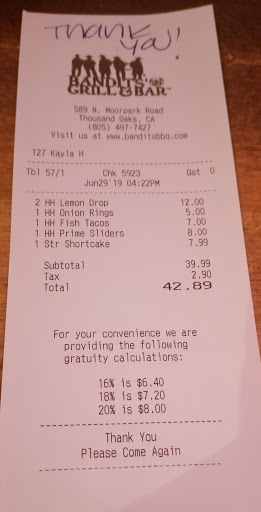 Thank
you!
BANDITS'
GRILL & BAR
589 N. Moorpark Road
Thousand Oaks, CA
(805) 497-7427
Visit us at www.banditsbbq.com
127 Kayla H
Tbl 57/1 Chk 5923 Gst 0
Jun29'19 04:22PM
2 HH Lemon Drop 12.00
1 HH Onion Rings 5.00
1 HH Fish Tacos 7.00
1 HH Prime Sliders 8.00
1 Str Shortcake 7.99
Subtotal 39.99
Tax 2.90
Total 42.89
For your convenience we are
providing the following
gratuity calculations:
16% is $6.40
18% is $7.20
20% is $8.00
Thank You
Please Come Again